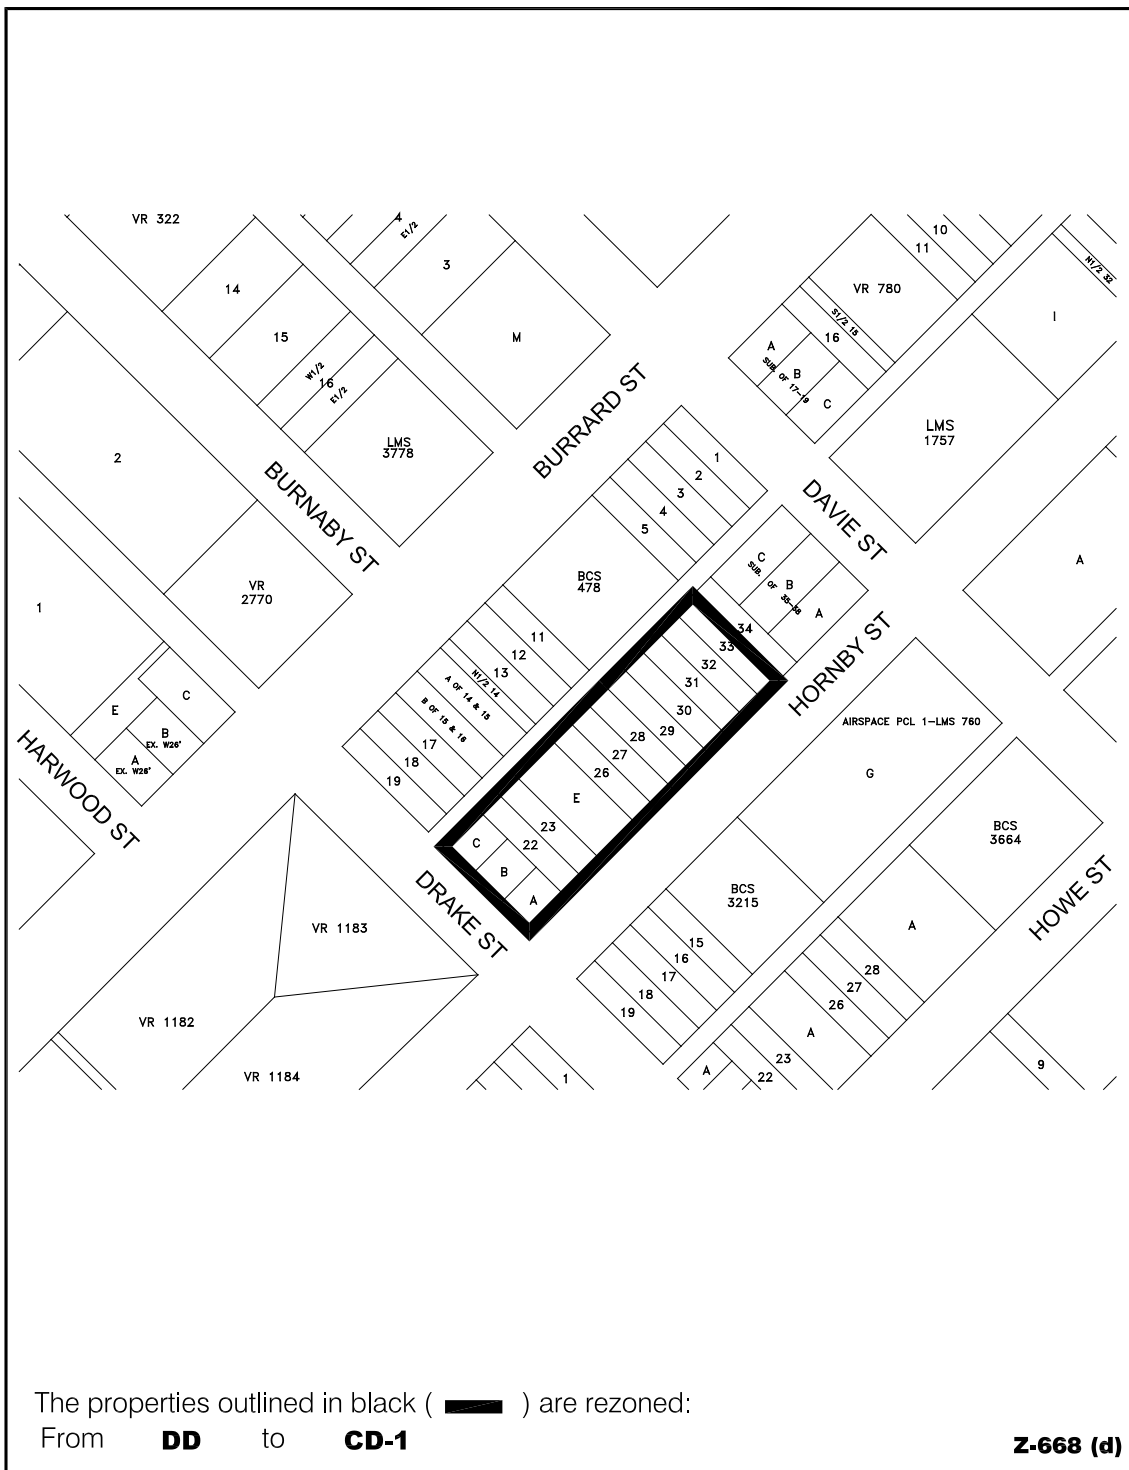 VR 322
14
15
W1/2
16
E1/2
4
E1/2
3
M
LMS
3778
2
BURNABY ST
BURRARD ST
VR
2770
1
E
C
B
EX. W26'
A
EX. W26'
HARWOOD ST
10
11
VR 780
S1/2 15
16
A
B
C
SUB. OF 17-19
N1/2 32
I
LMS
1757
DAVIE ST
A
1
2
3
4
5
BCS
478
11
12
13
N1/2 14
A OF 14 & 15
B OF 15 & 16
17
18
19
C
B
A
SUB. OF 35-38
34
33
32
31
30
29
28
27
26
E
23
22
C
B
A
HORNBY ST
DRAKE ST
AIRSPACE PCL 1-LMS 760
G
BCS
3664
BCS
3215
15
16
17
18
19
HOWE ST
A
28
27
26
A
23
22
A
9
1
VR 1183
VR 1182
VR 1184
The properties outlined in black ( ) are rezoned:
From DD to CD-1
Z-668 (d)